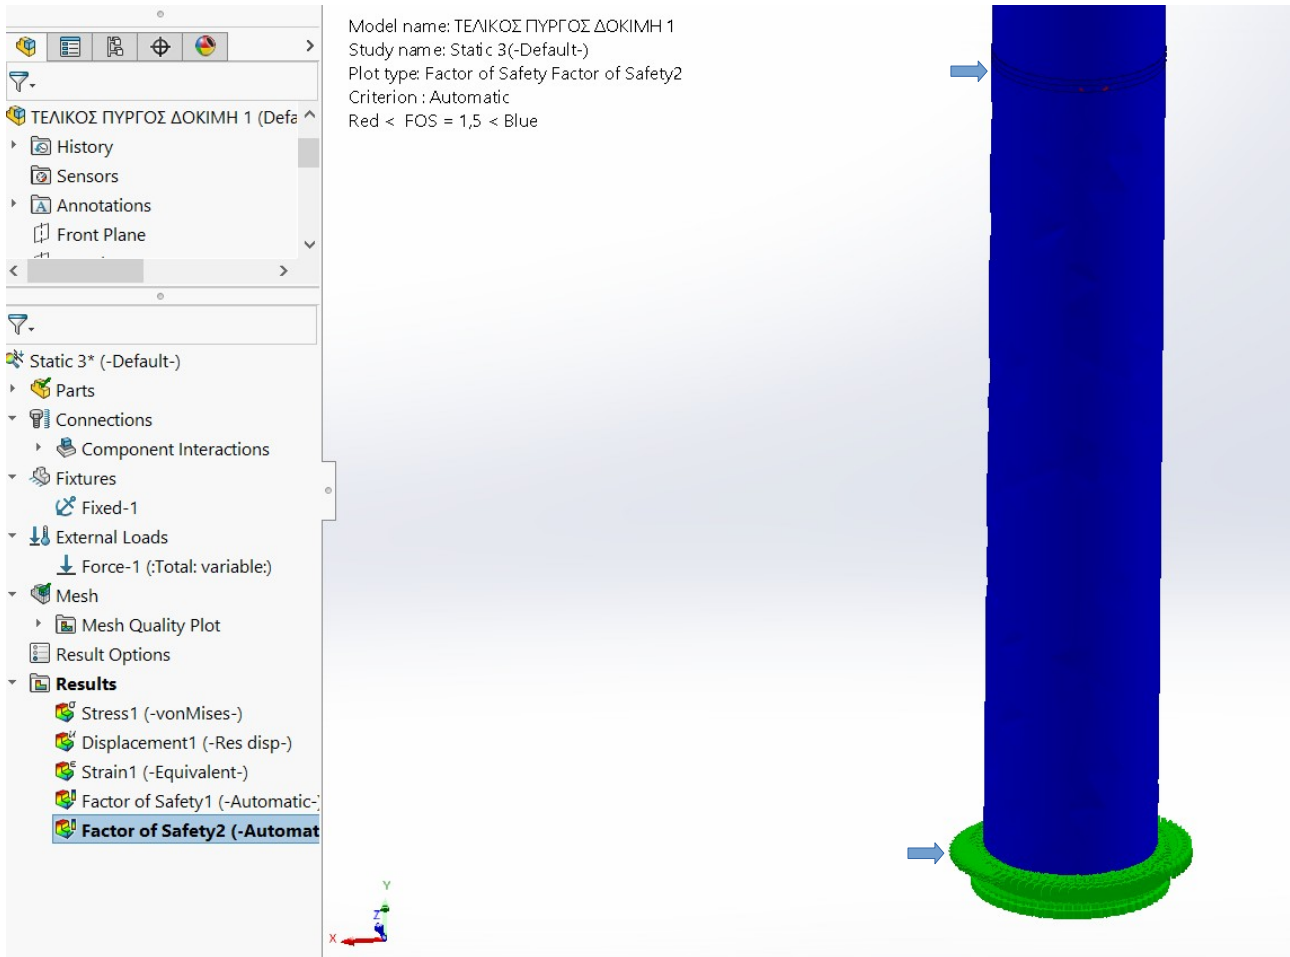 Model name: ΤΕΛΙΚΟΣ ΠΥΡΓΟΣ ΔΟΚΙΜΗ 1
Study name: Static 3(-Default-)
Plot type: Factor of Safety Factor of Safety2
Criterion : Automatic
Red < FOS = 1,5 < Blue
ΤΕΛΙΚΟΣ ΠΥΡΓΟΣ ΔΟΚΙΜΗ 1 (Defa
History
Sensors
Annotations
Front Plane
Static 3* (-Default-)
Parts
Connections
Component Interactions
Fixtures
Fixed-1
External Loads
Force-1 (:Total: variable:)
Mesh
Mesh Quality Plot
Result Options
Results
Stress1 (-vonMises-)
Displacement1 (-Res disp-)
Strain1 (-Equivalent-)
Factor of Safety1 (-Automatic-
Factor of Safety2 (-Automat
Y
Z
X